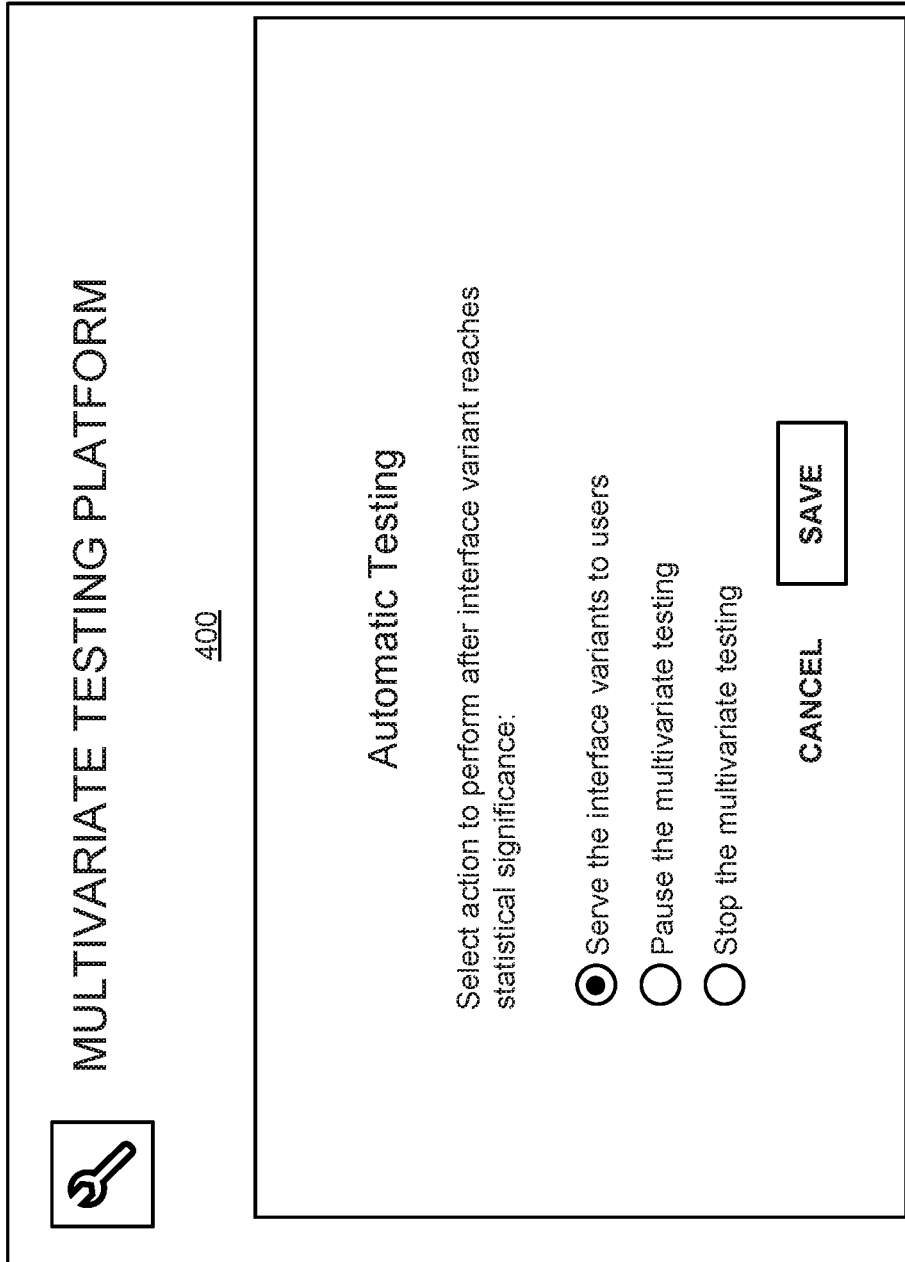 MULTIVARIATE TESTING PLATFORM
400
Automatic Testing
Select action to perform after interface variant reaches
statistical significance:
Serve the interface variants to users
Pause the multivariate testing
Stop the multivariate testing
CANCEL SAVE